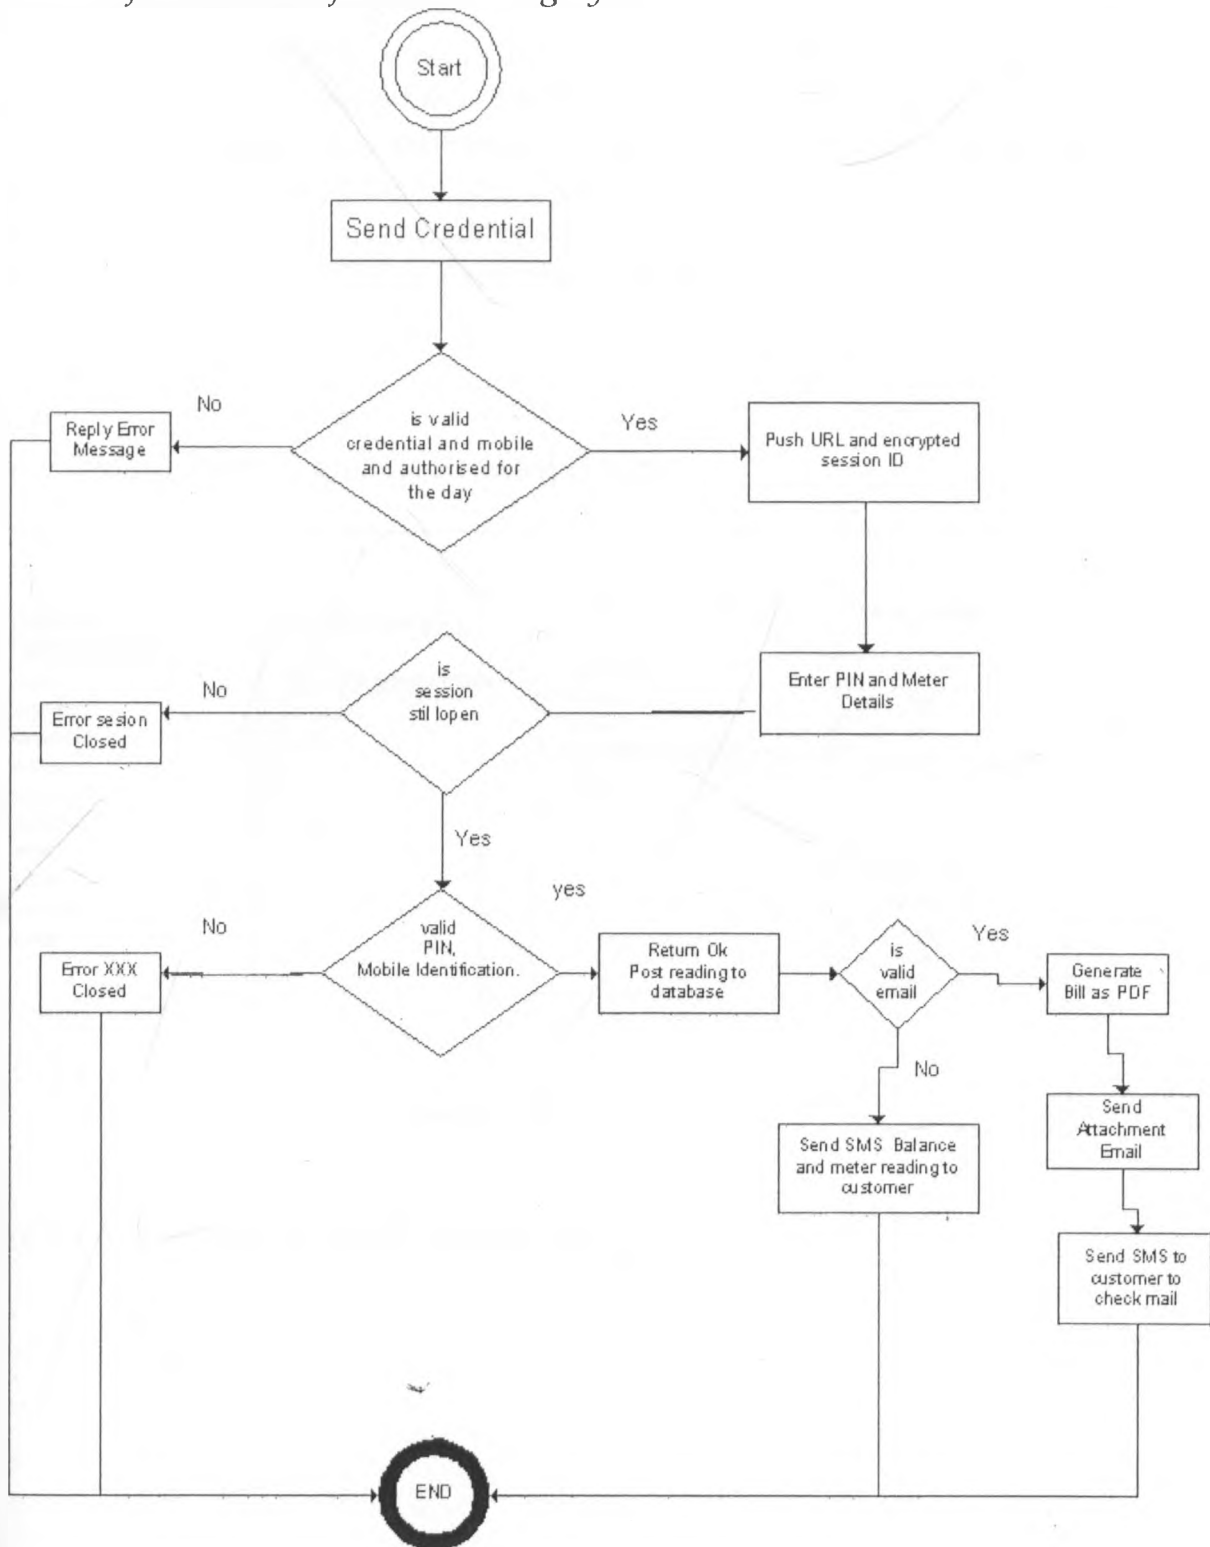 Start
Send Credential
No
is valid
credential and mobile
and authorised for
the day
Yes
Reply Error
Message
Push URL and encrypted
session ID
is
session
stil lopen
No
Enter PIN and Meter
Details
Error sesion
Closed
Yes
yes
valid
PIN,
Mobile Identification.
No
Error XXX
Closed
Return Ok
Post reading to
database
is
valid
email
Yes
Generate
Bill as PDF
No
Send
Attachment
Email
Send SMS Balance
and meter reading to
customer
Send SMS to
customer to
check mail
END